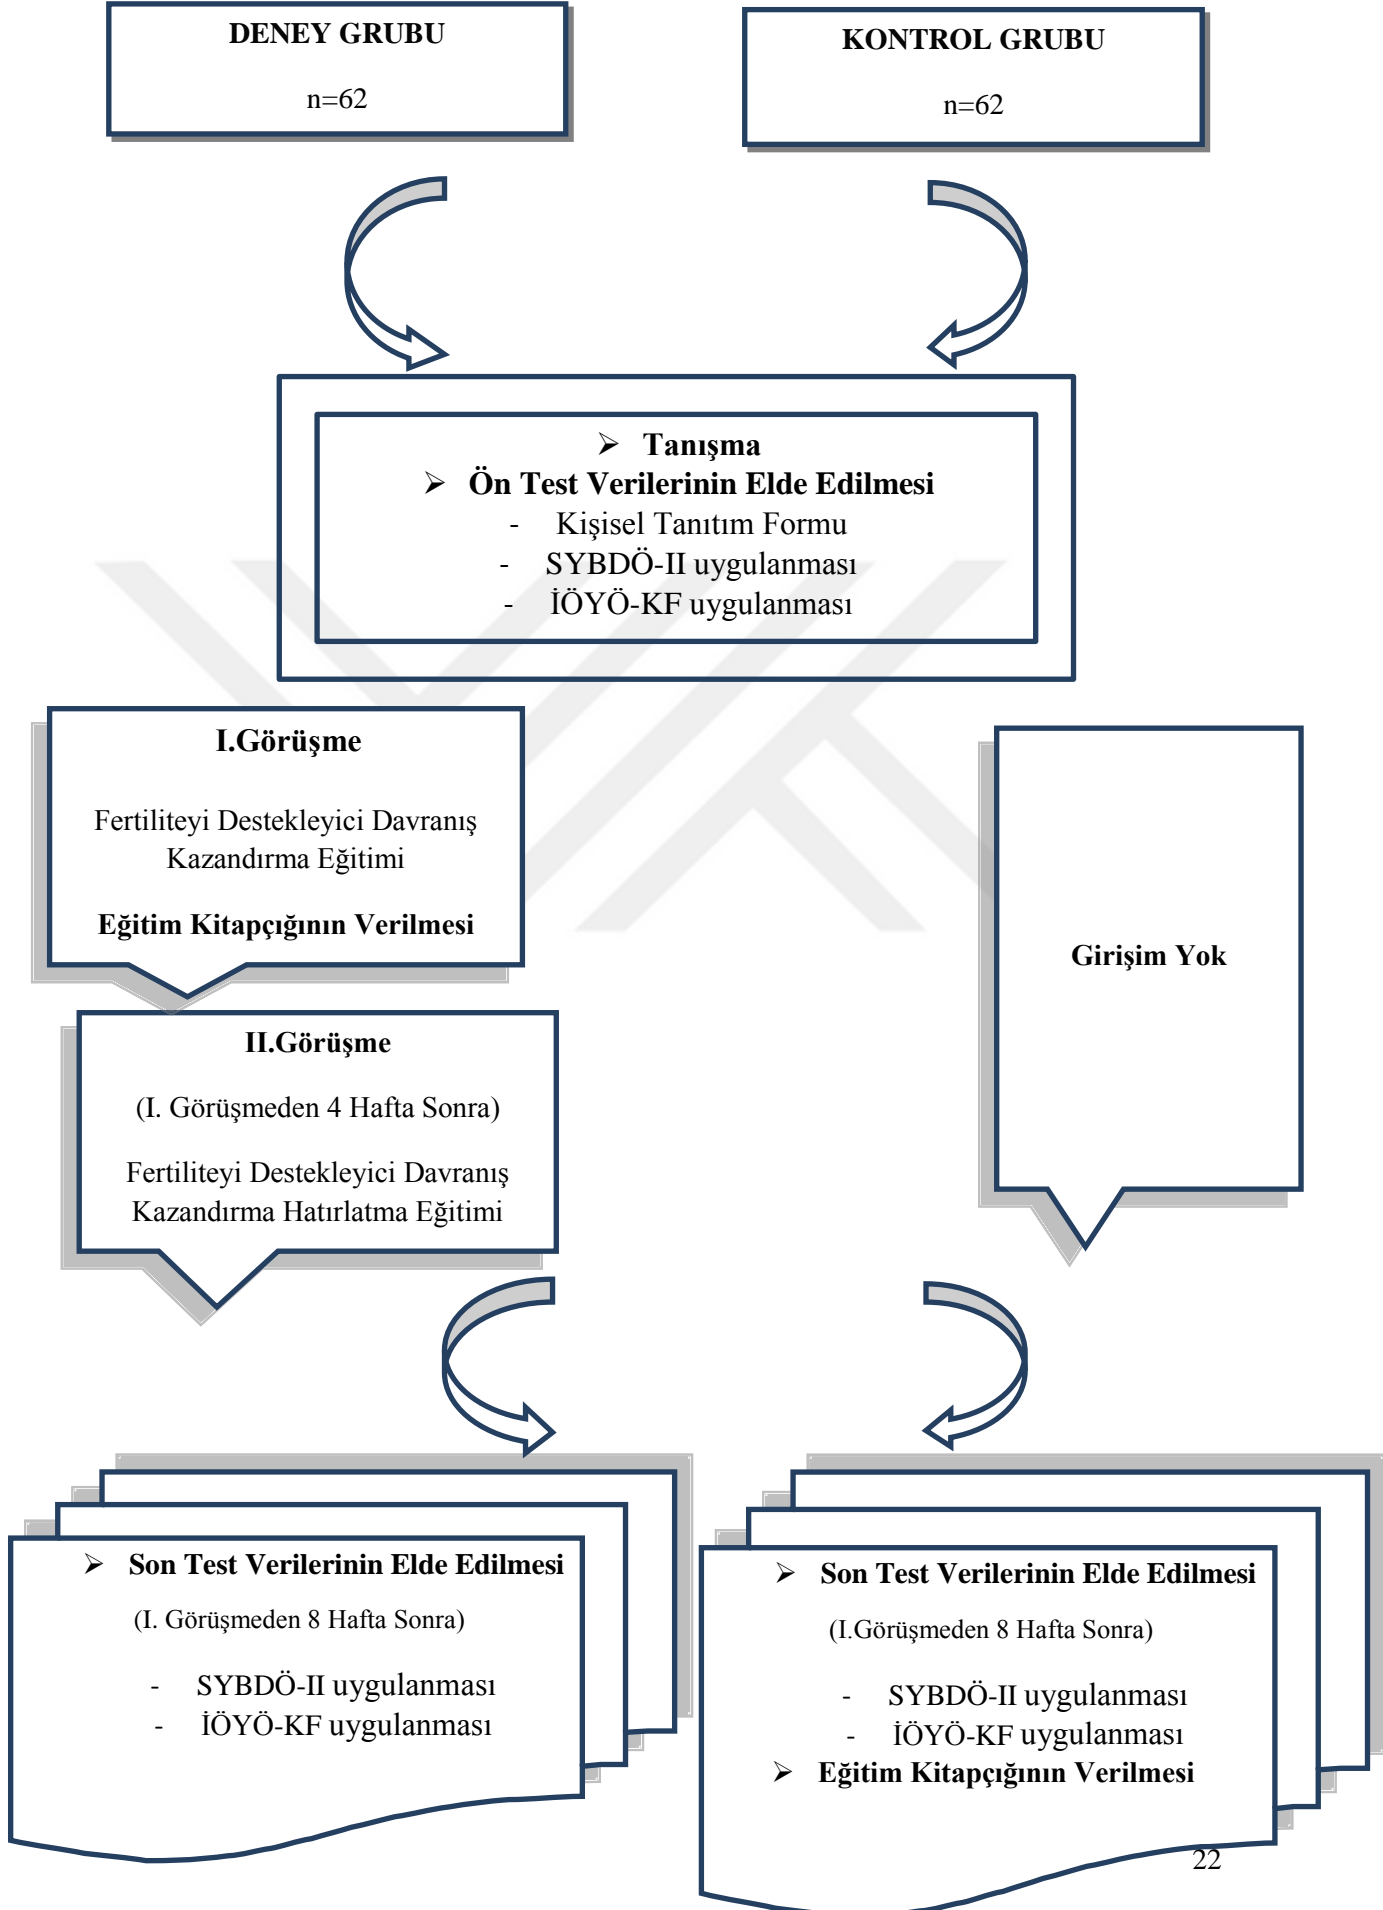 DENEY GRUBU
n=62
KONTROL GRUBU
n=62
➢ Tanışma
➢ Ön Test Verilerinin Elde Edilmesi
- Kişisel Tanıtım Formu
- SYBDÖ-II uygulanması
- İÖYÖ-KF uygulanması
I.Görüşme
Fertiliteyi Destekleyici Davranış
Kazandırma Eğitimi
Eğitim Kitapçığının Verilmesi
Girişim Yok
II.Görüşme
(I. Görüşmeden 4 Hafta Sonra)
Fertiliteyi Destekleyici Davranış
Kazandırma Hatırlatma Eğitimi
➢ Son Test Verilerinin Elde Edilmesi
(I. Görüşmeden 8 Hafta Sonra)
- SYBDÖ-II uygulanması
- İÖYÖ-KF uygulanması
➢ Son Test Verilerinin Elde Edilmesi
(I.Görüşmeden 8 Hafta Sonra)
- SYBDÖ-II uygulanması
- İÖYÖ-KF uygulanması
➢ Eğitim Kitapçığının Verilmesi
22